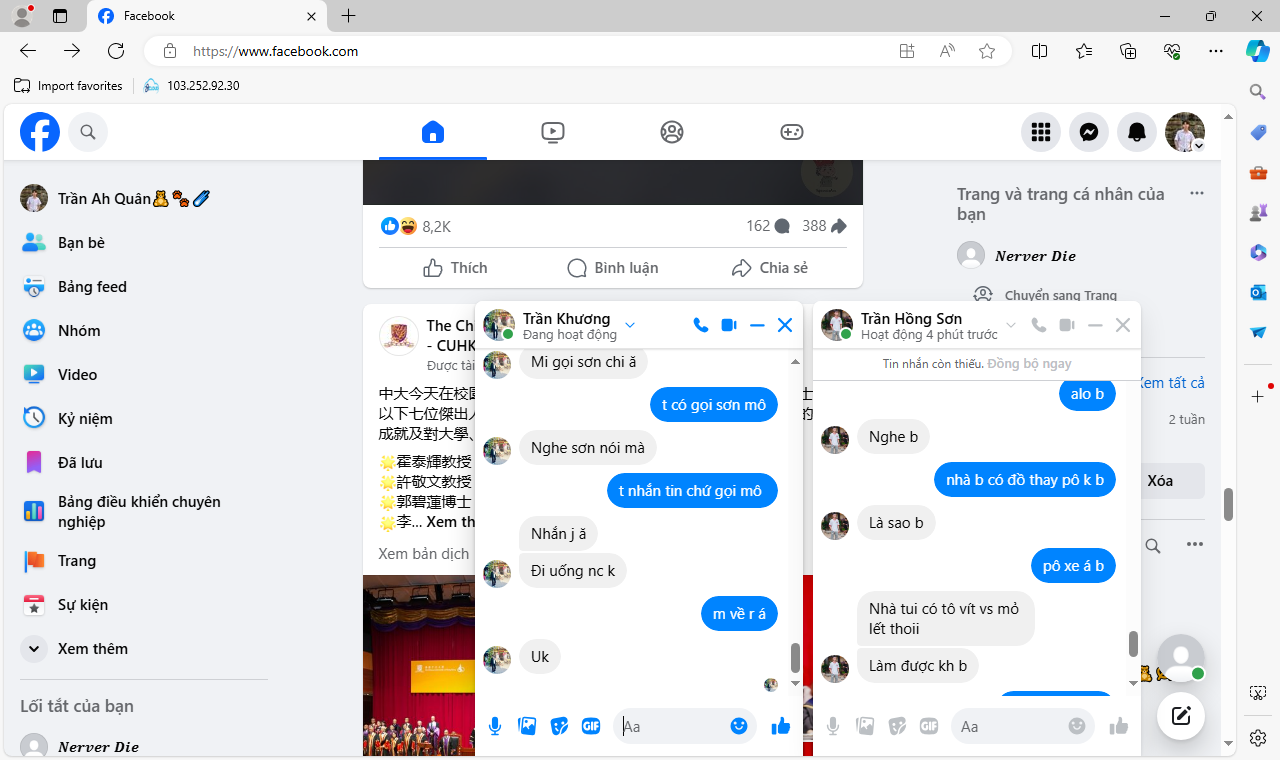 Facebook
https://www.facebook.com
Import favorites
103.252.92.30
Trần Ah Quân🧸🐾🩴
Bạn bè
Bảng feed
Nhóm
Video
Kỷ niệm
Đã lưu
Bảng điều khiển chuyên
nghiệp
Trang
Sự kiện
Xem thêm
Lối tắt của bạn
Nerver Die
8,2K
162
388
Thích
Bình luận
Chia sẻ
The Ch
- CUHK
Được tài
中大今天在校園
以下七位傑出人
成就及對大學、
🌟霍泰輝教授
🌟許敬文教授
🌟郭碧蓮博士
🌟李... Xem th
Xem bản dịch
Trần Khương
Đang hoạt động
Mi gọi sơn chi ă
t có gọi sơn mô
Nghe sơn nói mà
t nhắn tin chứ gọi mô
Nhắn j ă
Đi uống nc k
m về r á
Uk
GIF
Aa
Trần Hồng Sơn
Hoạt động 4 phút trước
Tin nhắn còn thiếu. Đồng bộ ngay
alo b
Nghe b
nhà b có đồ thay pô k b
Là sao b
pô xe á b
Nhà tui có tô vít vs mỏ
lết thoii
Làm được kh b
GIF
Aa
Trang và trang cá nhân của
bạn
Nerver Die
Chuyển sang Trang
Xem tất cả
2 tuần
Xóa